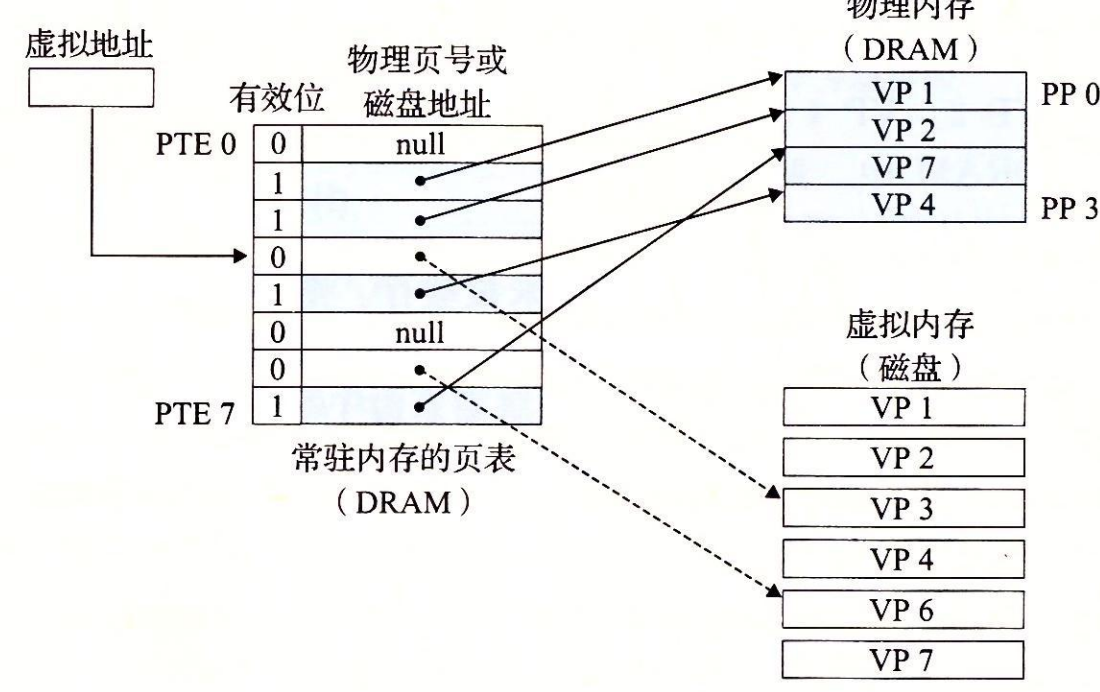 虚拟地址
有效位
物理页号或
磁盘地址
PTE 0
0 null
1
1
0
1
0 null
0
PTE 7
1
常驻内存的页表
（DRAM）
物理内存
（DRAM）
VP 1 PP 0
VP 2
VP 7
VP 4 PP 3
虚拟内存
（磁盘）
VP 1
VP 2
VP 3
VP 4
VP 6
VP 7